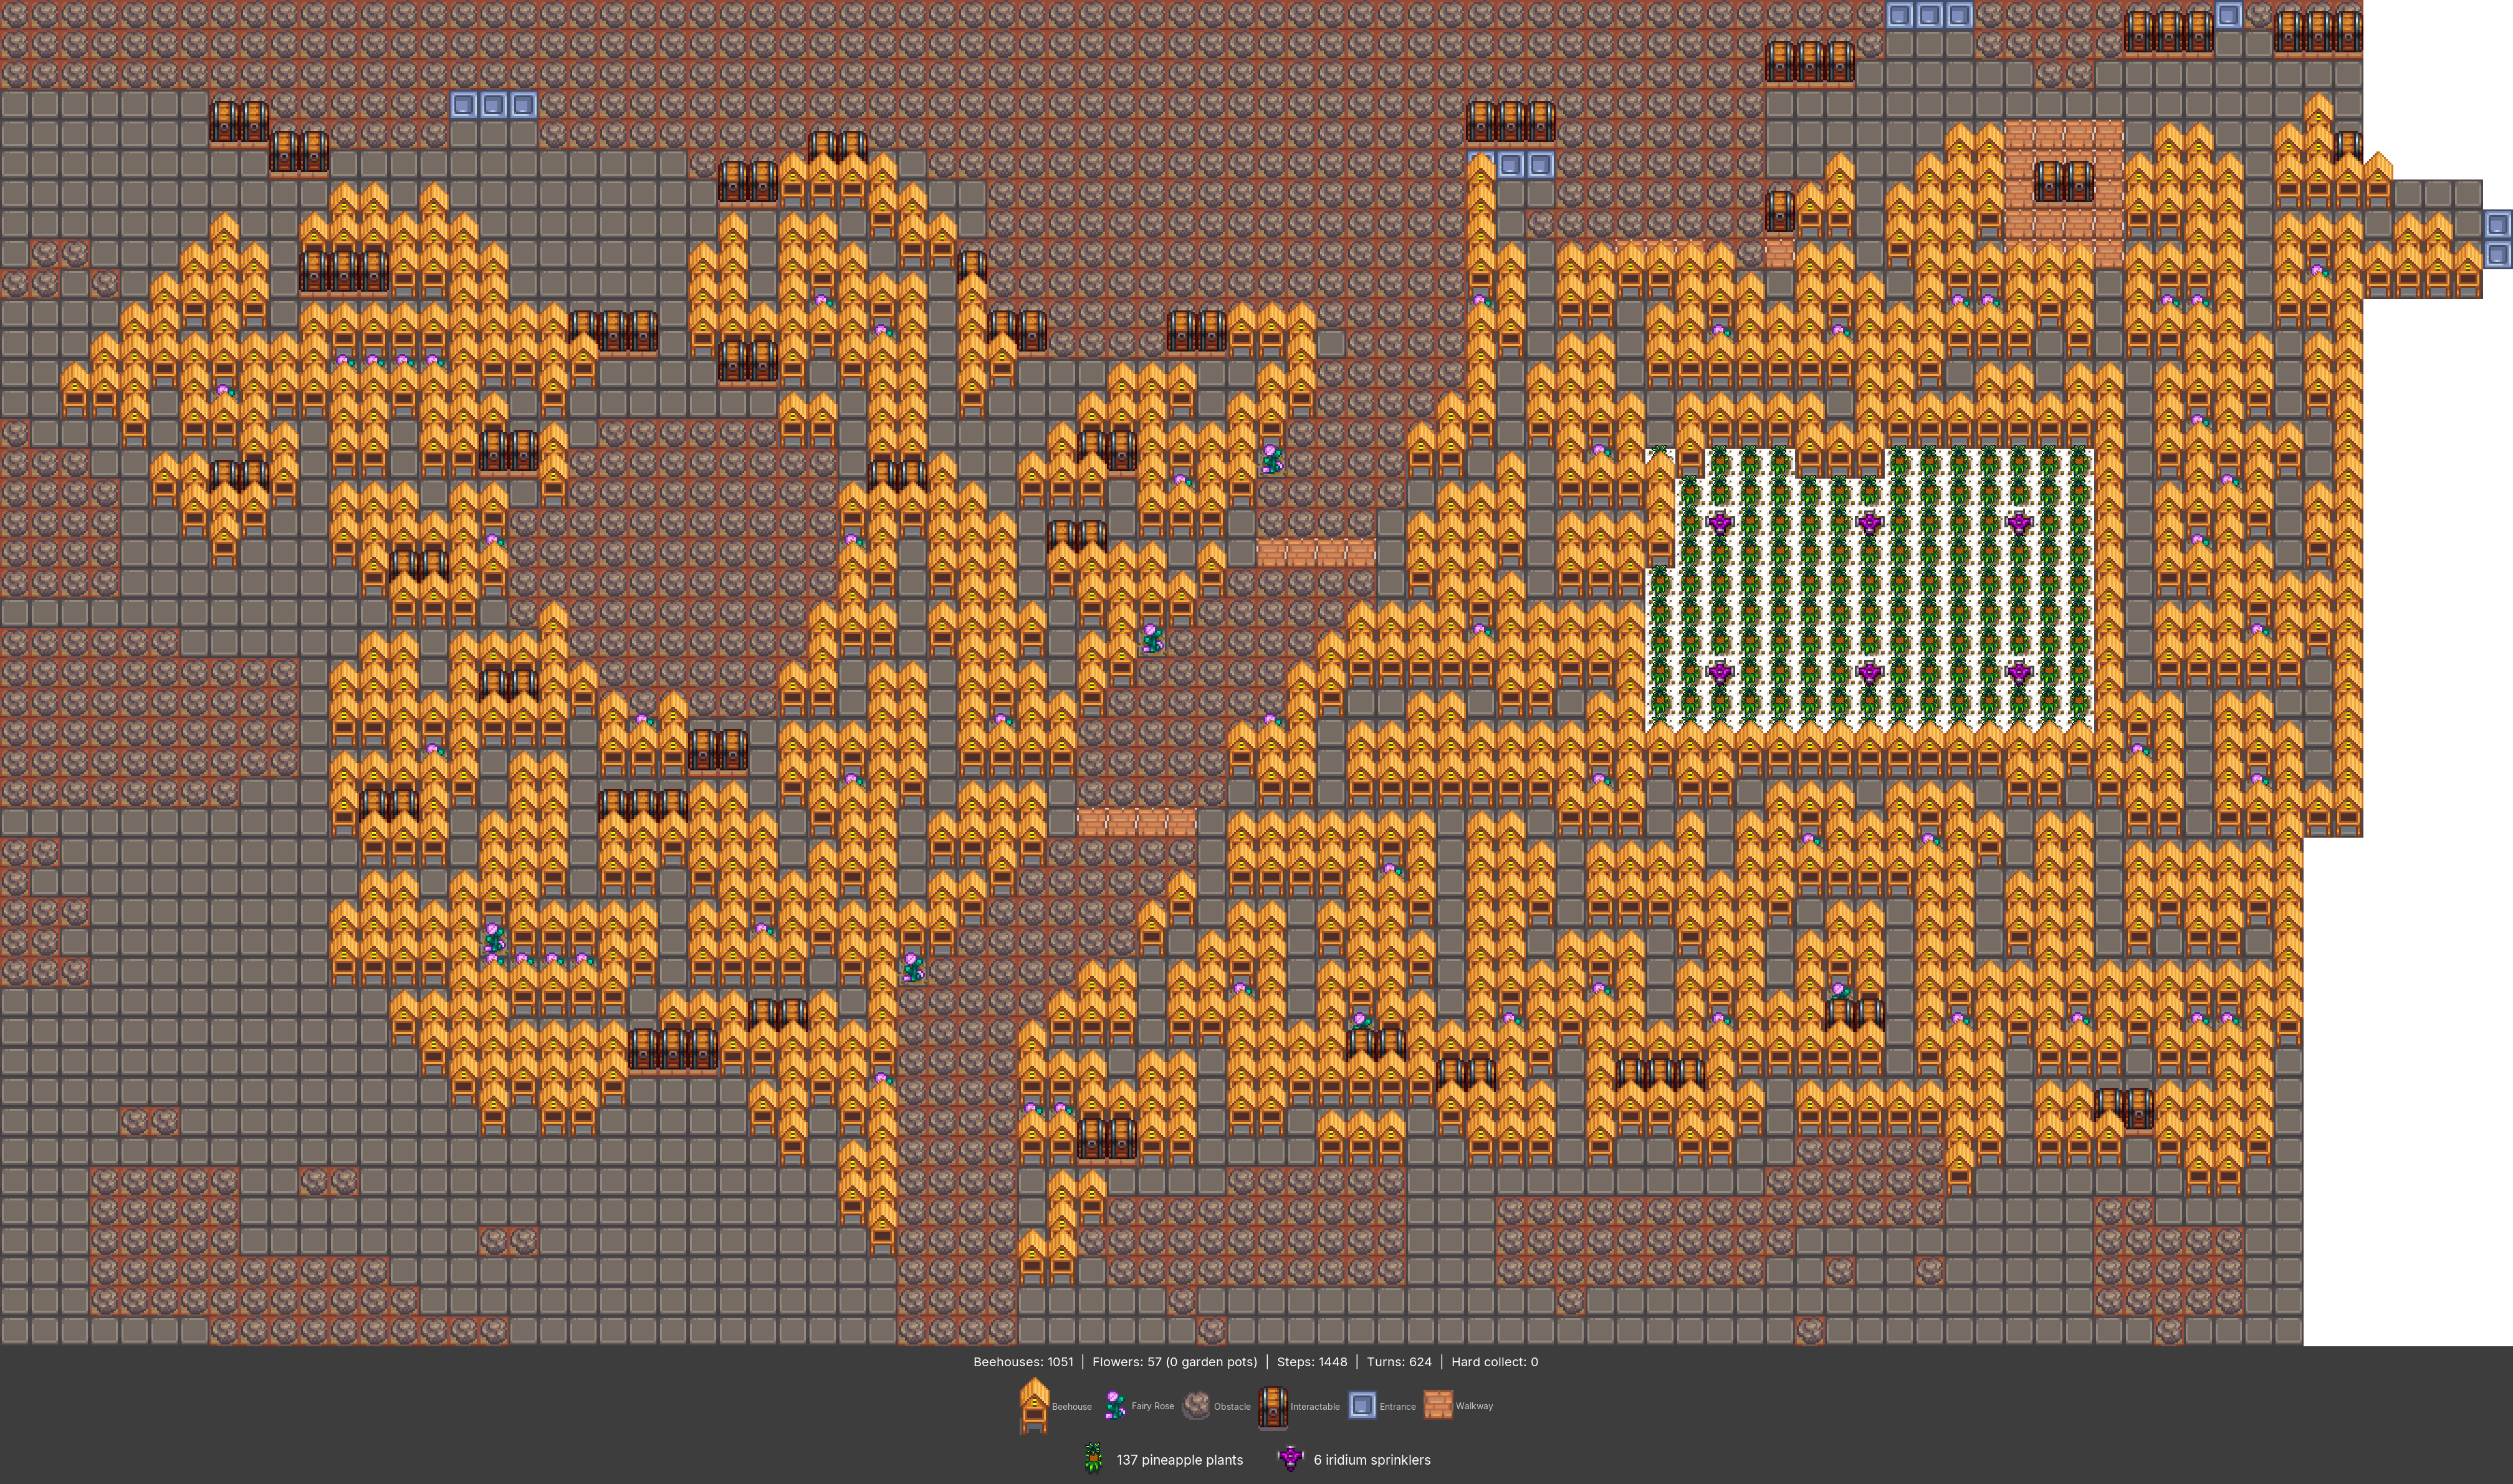 Beehouses: 1051 | Flowers: 57 (0 garden pots) | Steps: 1448 | Turns: 624 | Hard collect: 0
Beehouse Fairy Rose Obstacle Interactable Entrance Walkway
137 pineapple plants 6 iridium sprinklers